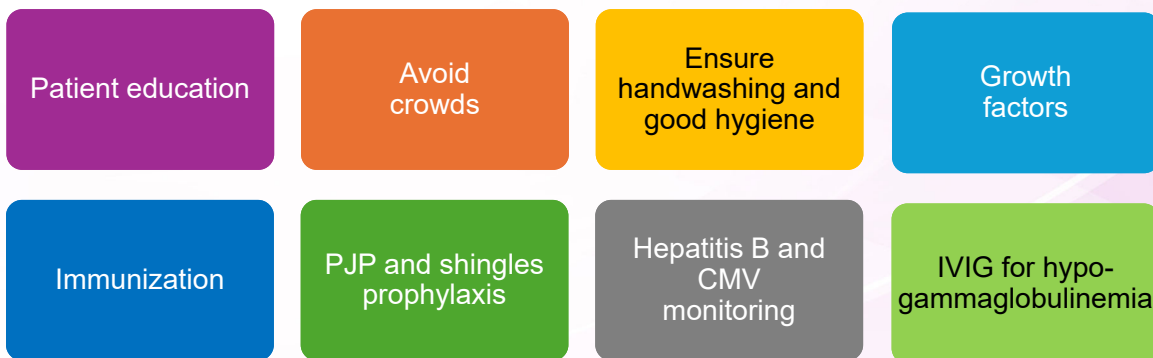 Patient education
Avoid
crowds
Ensure
handwashing and
good hygiene
Growth
factors
Immunization
PJP and shingles
prophylaxis
Hepatitis B and
CMV
monitoring
IVIG for hypo-
gammaglobulinemia